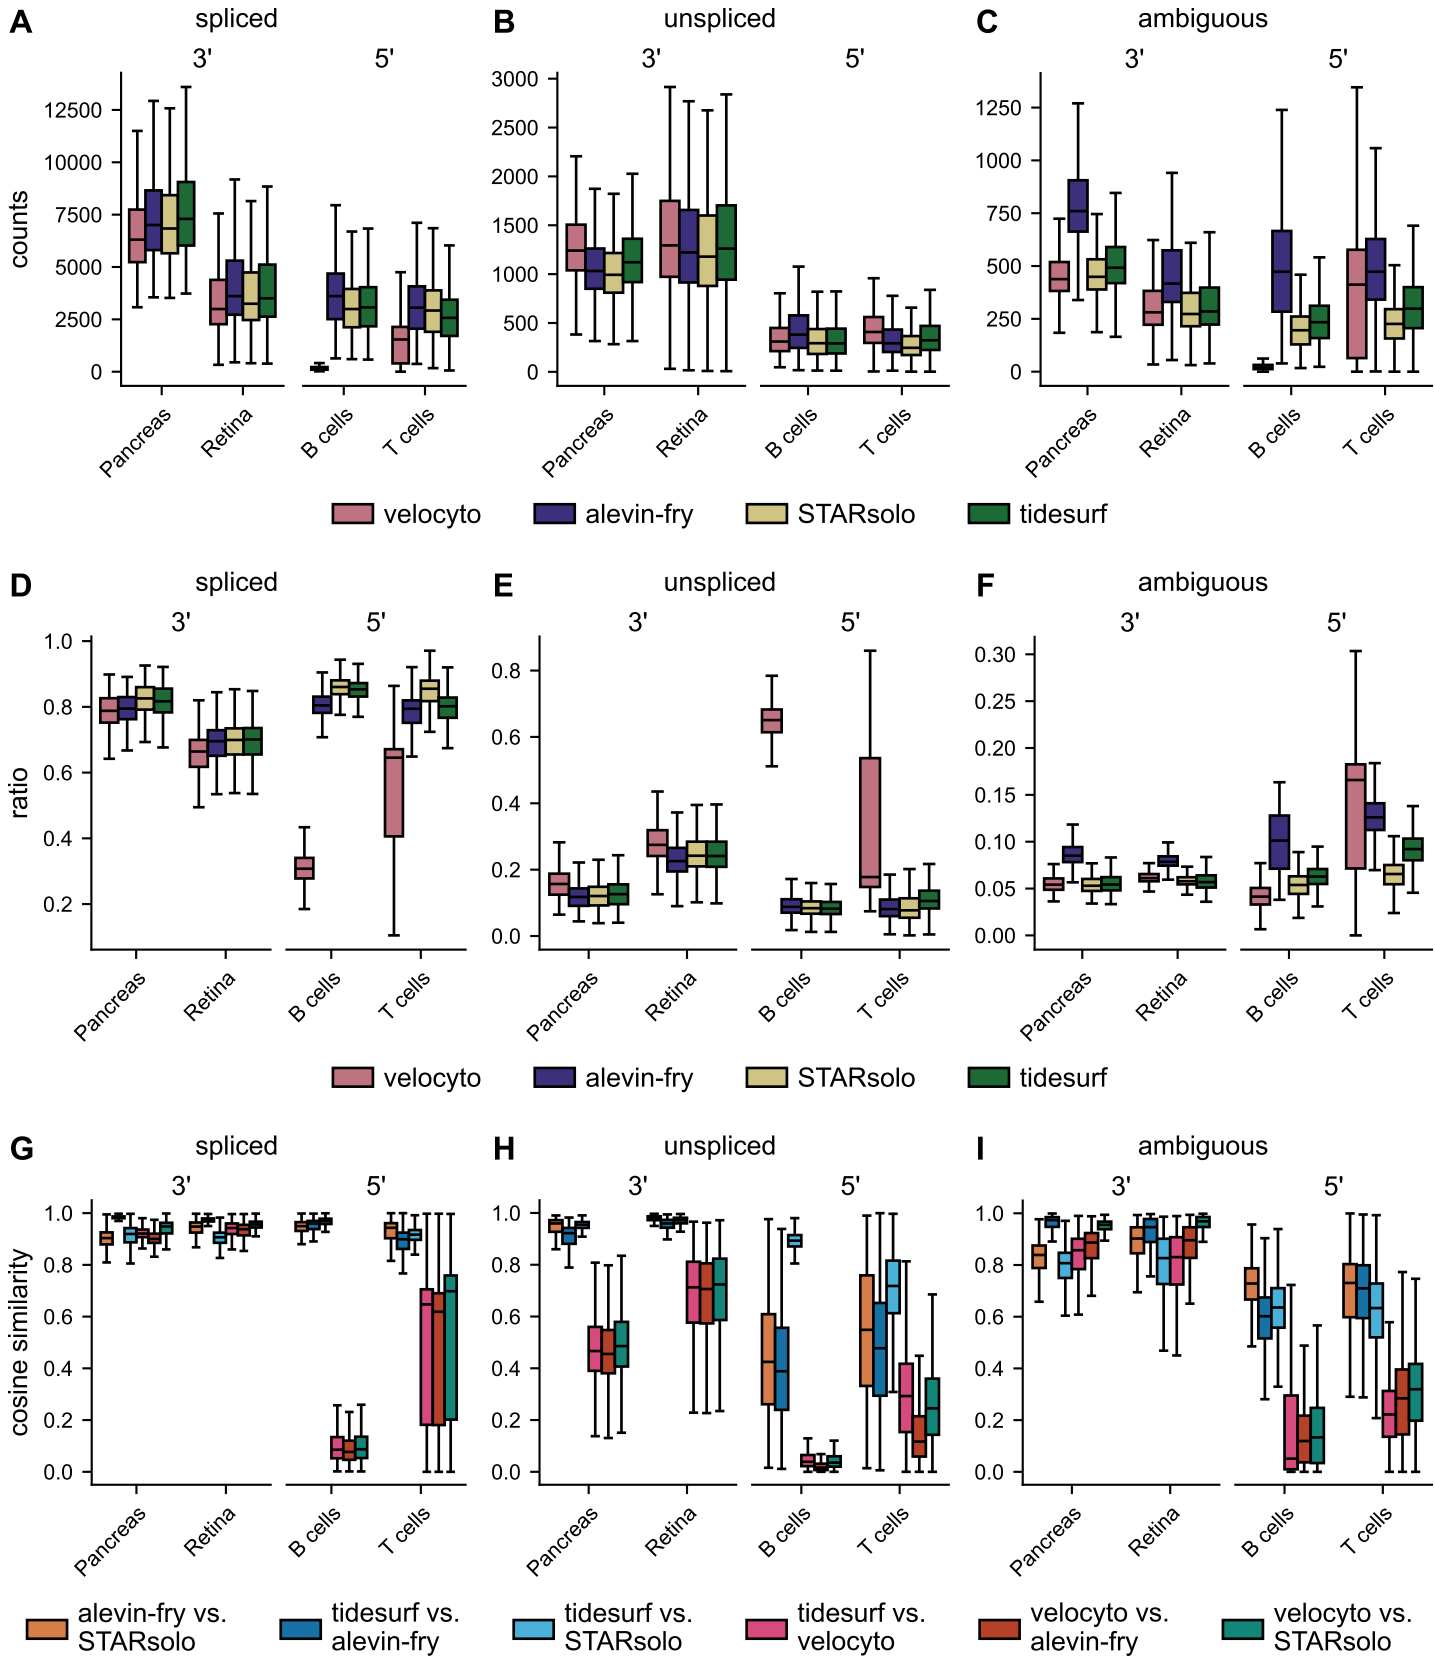 A spliced B unspliced C ambiguous
3' 5' 3' 5' 3' 5'
counts
12500
10000
7500
5000
2500
0
Pancreas Retina B cells T cells
3000
2500
2000
1500
1000
500
0
Pancreas Retina B cells T cells
1250
1000
750
500
250
0
Pancreas Retina B cells T cells
velocyto alevin-fry STARsolo tidesurf
D spliced E unspliced F ambiguous
3' 5' 3' 5' 3' 5'
ratio
1.0
0.8
0.6
0.4
0.2
Pancreas Retina B cells T cells
0.8
0.6
0.4
0.2
0.0
Pancreas Retina B cells T cells
0.30
0.25
0.20
0.15
0.10
0.05
0.00
Pancreas Retina B cells T cells
velocyto alevin-fry STARsolo tidesurf
G spliced H unspliced I ambiguous
3' 5' 3' 5' 3' 5'
cosine similarity
1.0
0.8
0.6
0.4
0.2
0.0
Pancreas Retina B cells T cells
1.0
0.8
0.6
0.4
0.2
0.0
Pancreas Retina B cells T cells
1.0
0.8
0.6
0.4
0.2
0.0
Pancreas Retina B cells T cells
alevin-fry vs.
STARsolo
tidesurf vs.
alevin-fry
tidesurf vs.
STARsolo
tidesurf vs.
velocyto
velocyto vs.
alevin-fry
velocyto vs.
STARsolo